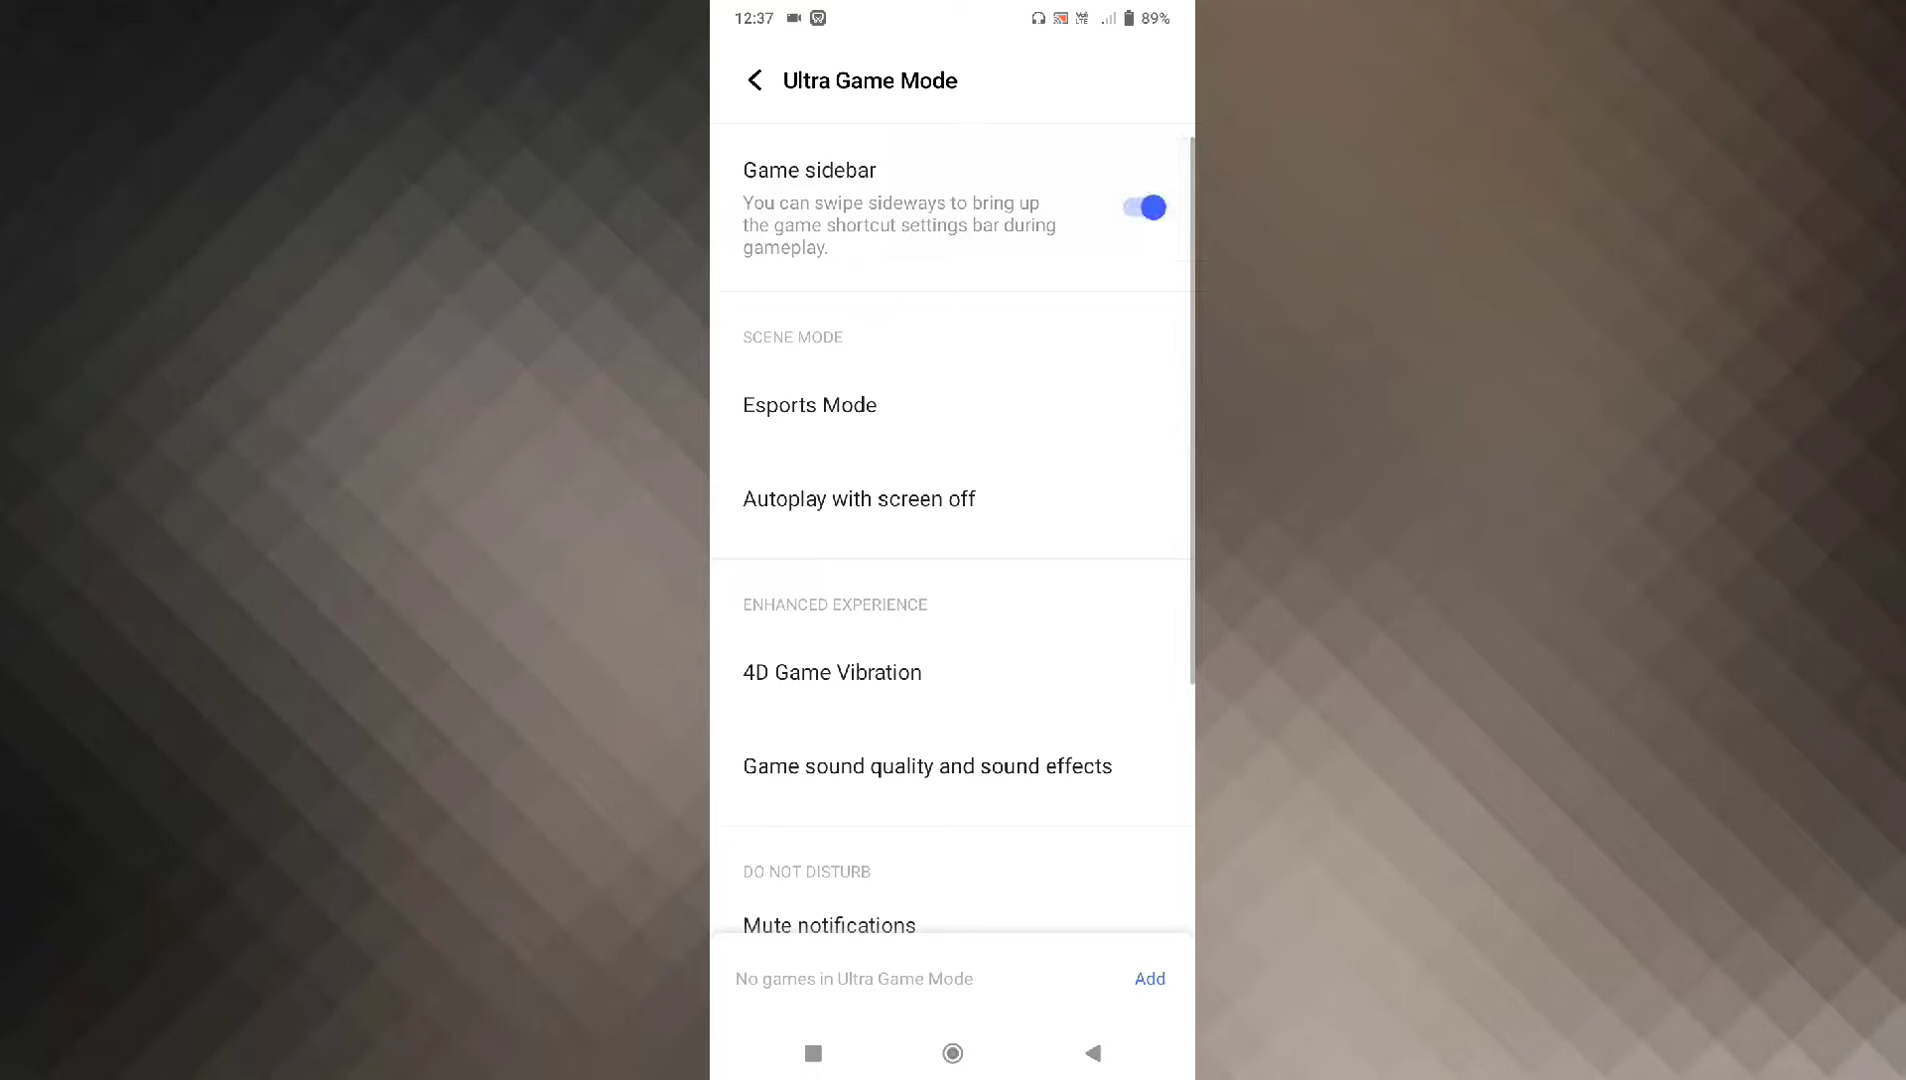 12:37
VoLTE
89%
Ultra Game Mode
Game sidebar
You can swipe sideways to bring up
the game shortcut settings bar during
gameplay.
SCENE MODE
Esports Mode
Autoplay with screen off
ENHANCED EXPERIENCE
4D Game Vibration
Game sound quality and sound effects
DO NOT DISTURB
Mute notifications
No games in Ultra Game Mode
Add